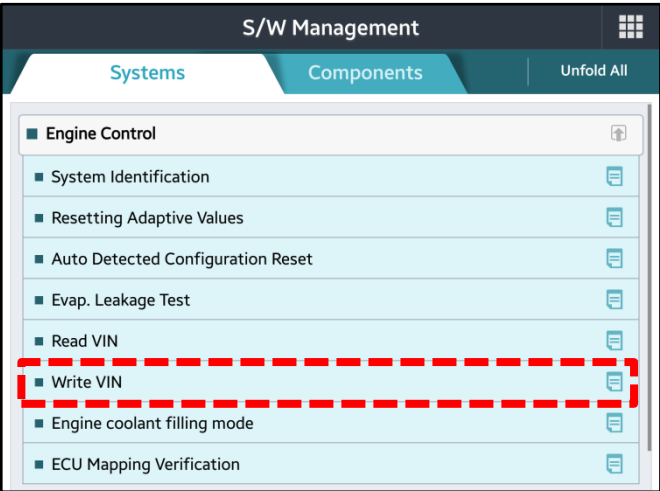 S/W Management
Systems
Components
Unfold All
Engine Control
System Identification
Resetting Adaptive Values
Auto Detected Configuration Reset
Evap. Leakage Test
Read VIN
Write VIN
Engine coolant filling mode
ECU Mapping Verification